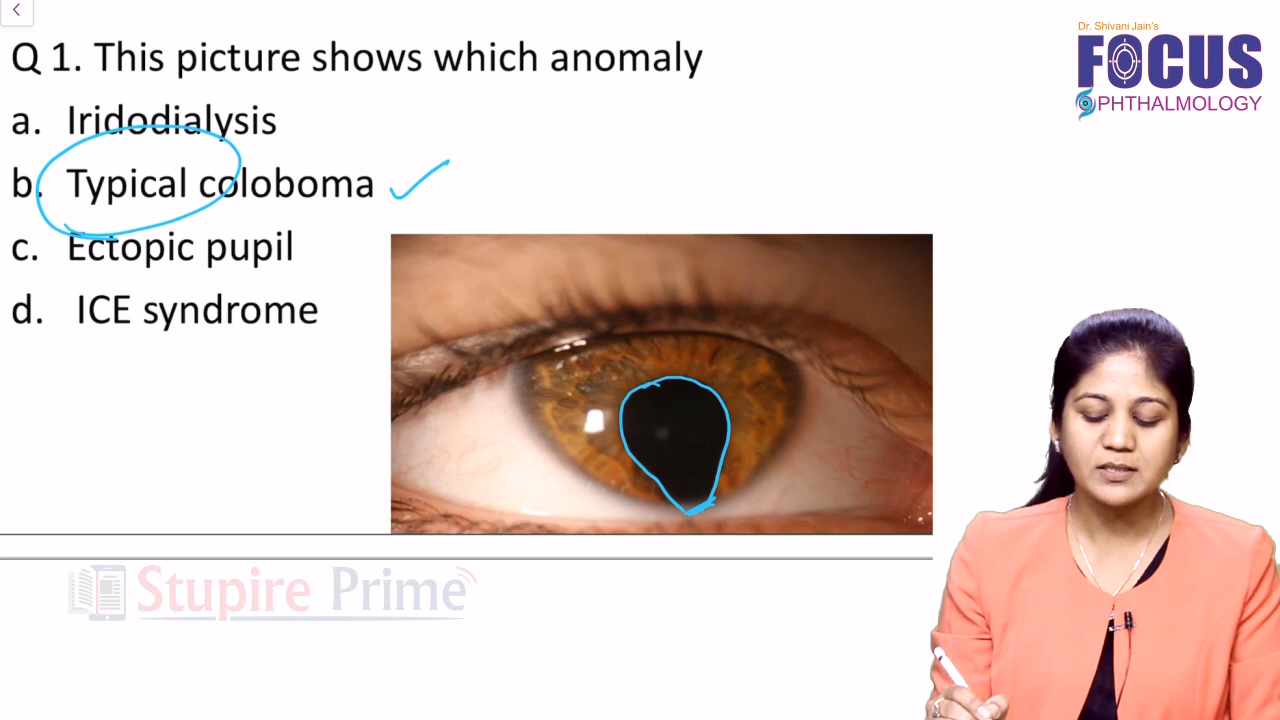 Dr. Shivani Jain's
FOCUS
OPHTHALMOLOGY
Q 1. This picture shows which anomaly
a. Iridodialysis
b. Typical coloboma
c. Ectopic pupil
d. ICE syndrome
Stupire Prime